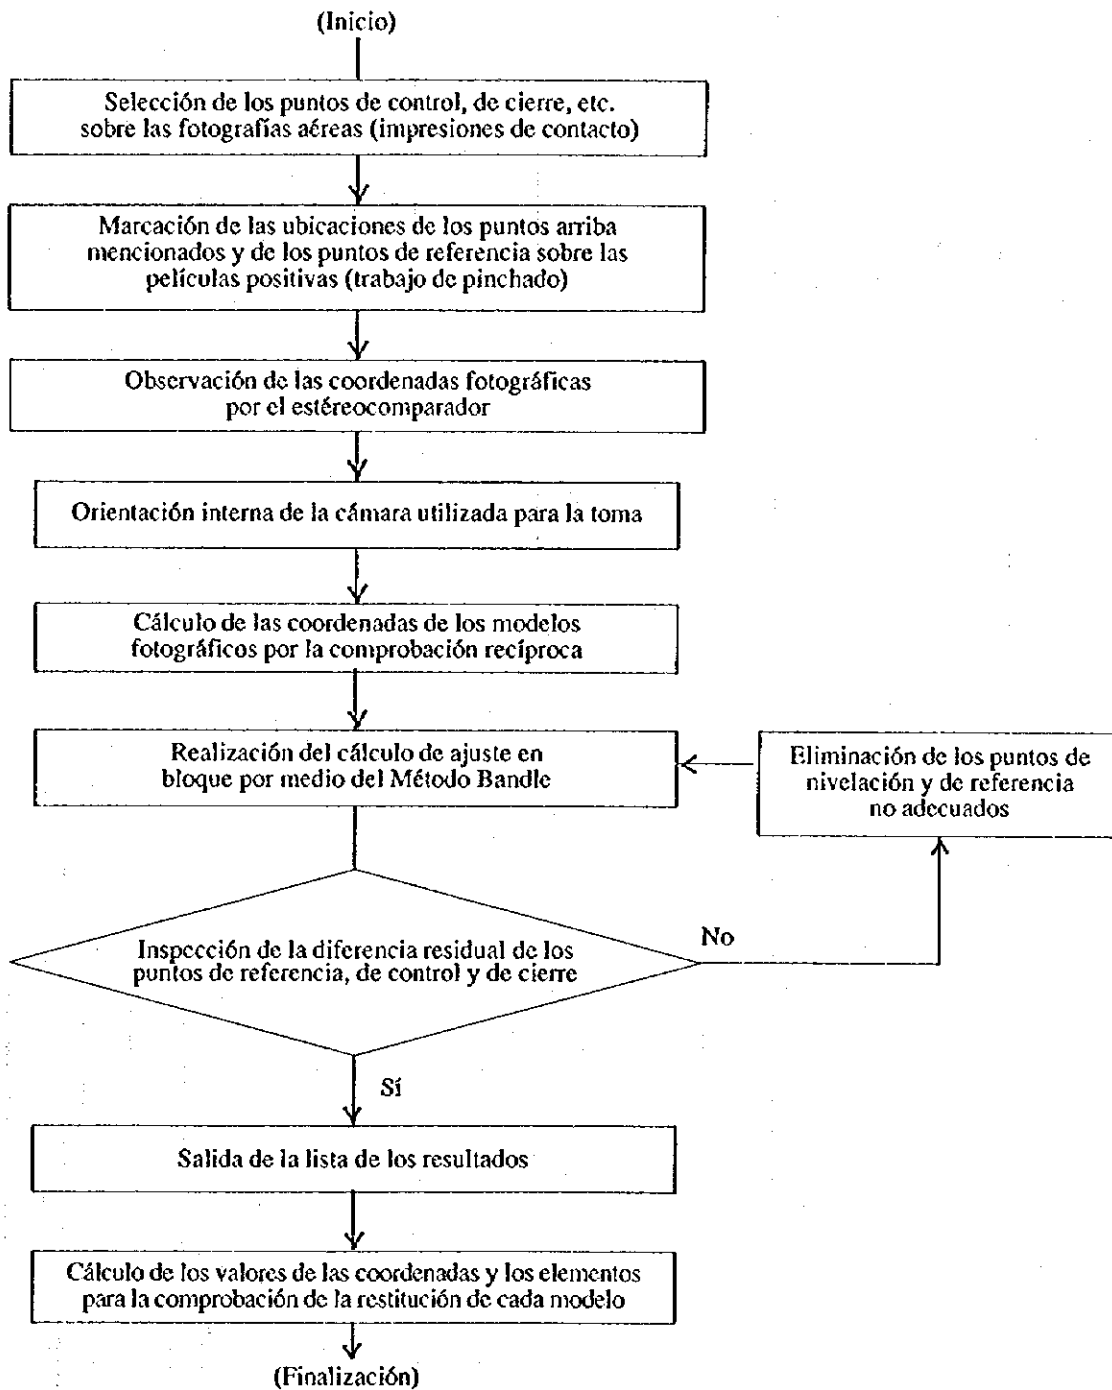 (Inicio)
Selección de los puntos de control, de cierre, etc.
sobre las fotografías aéreas (impresiones de contacto)
Marcación de las ubicaciones de los puntos arriba
mencionados y de los puntos de referencia sobre las
películas positivas (trabajo de pinchado)
Observación de las coordenadas fotográficas
por el estéreocomparador
Orientación interna de la cámara utilizada para la toma
Cálculo de las coordenadas de los modelos
fotográficos por la comprobación recíproca
Realización del cálculo de ajuste en
bloque por medio del Método Bandle
Eliminación de los puntos de
nivelación y de referencia
no adecuados
Inspección de la diferencia residual de los
puntos de referencia, de control y de cierre
No
Sí
Salida de la lista de los resultados
Cálculo de los valores de las coordenadas y los elementos
para la comprobación de la restitución de cada modelo
(Finalización)